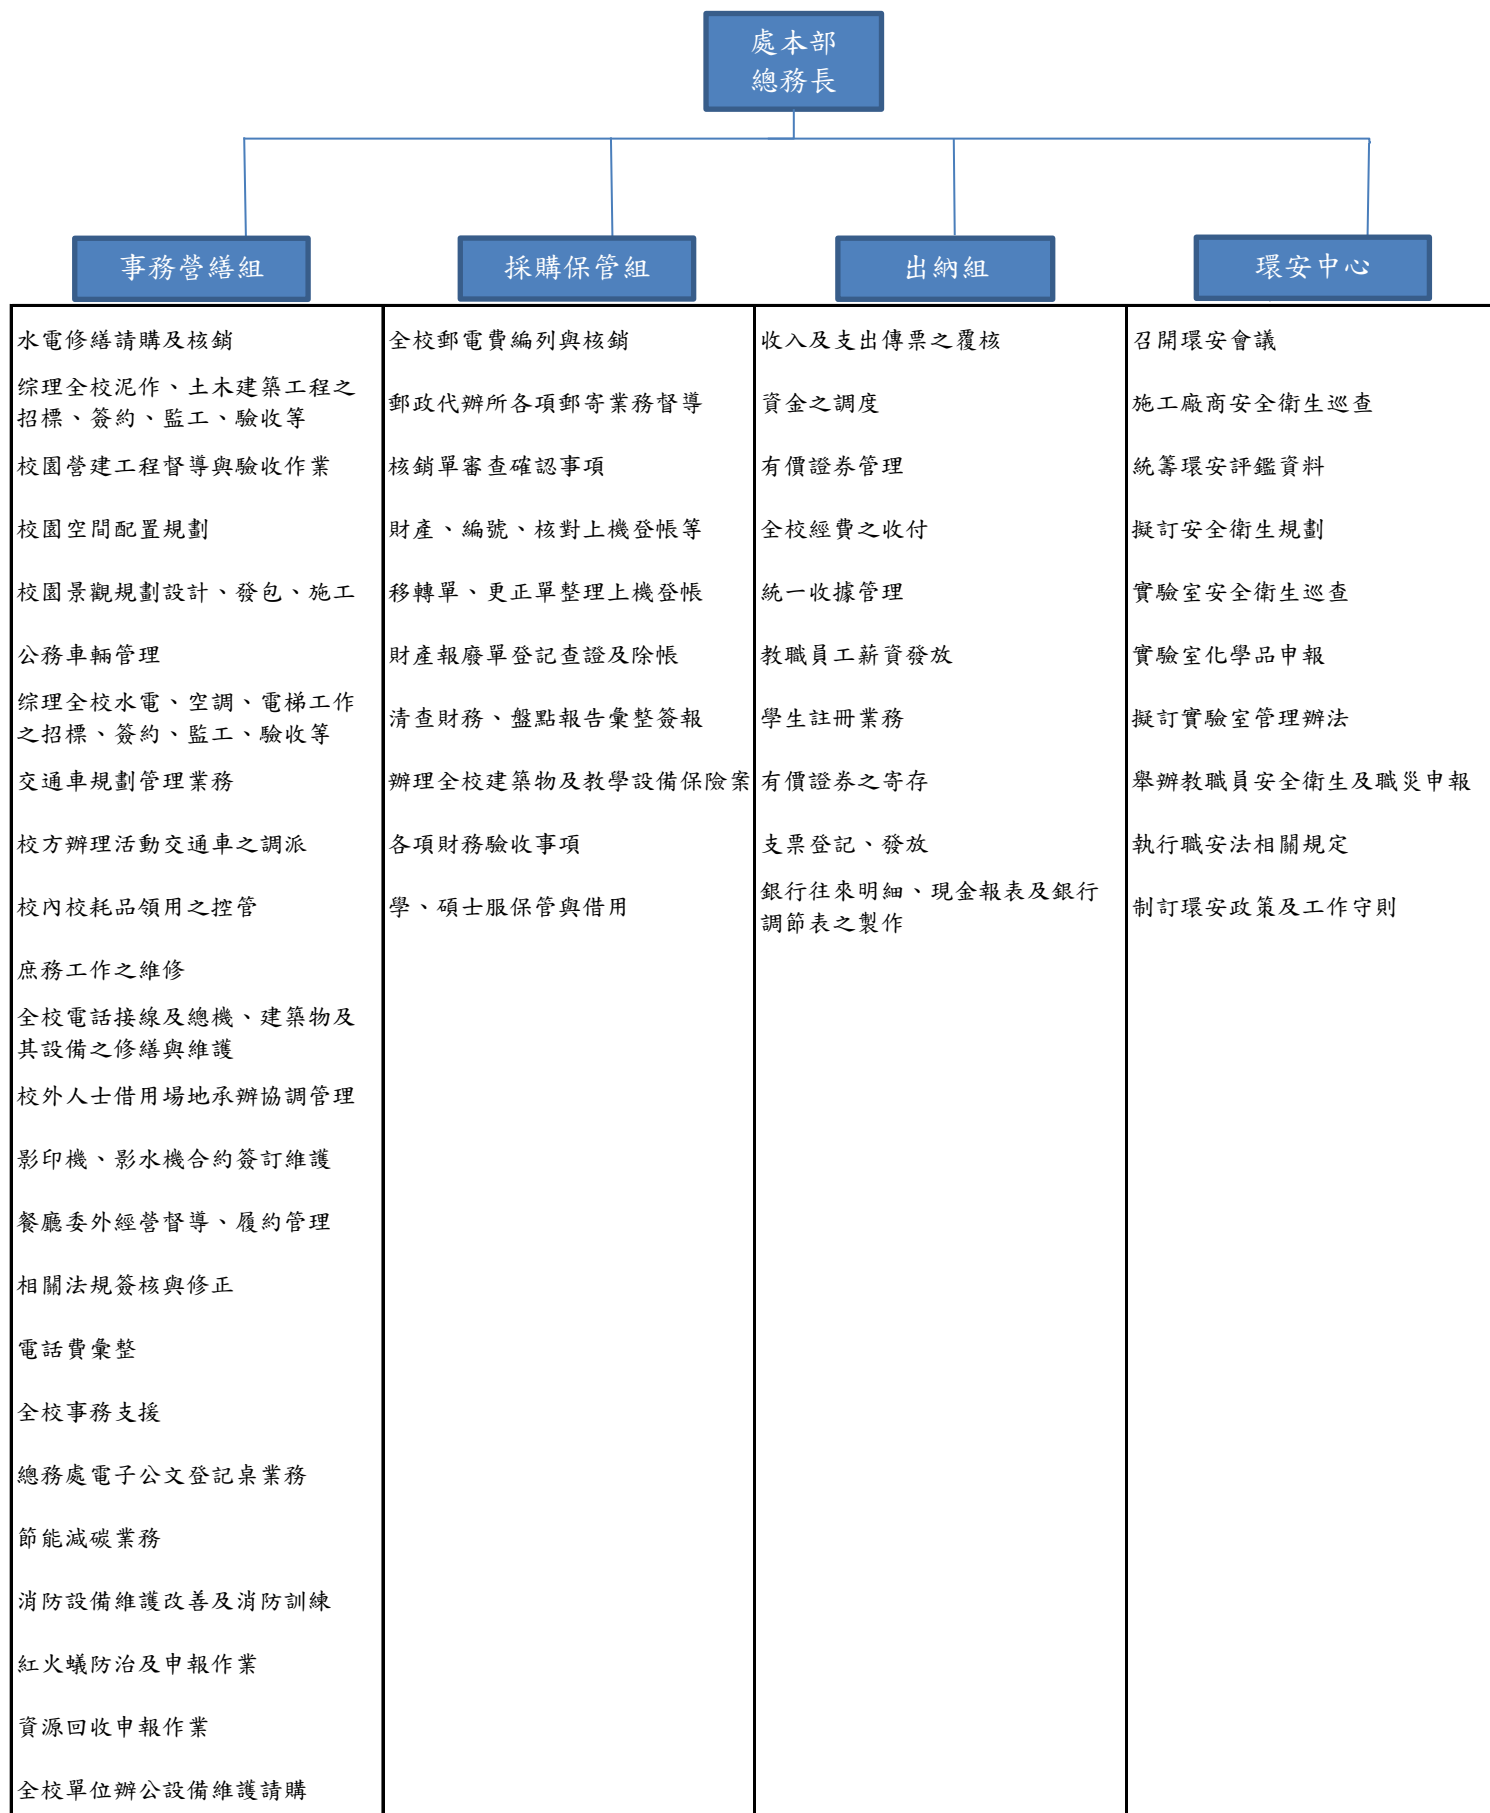 處本部
總務長
事務營繕組
採購保管組
出納組
環安中心
水電修繕請購及核銷
綜理全校泥作、土木建築工程之
招標、簽約、監工、驗收等
校園營建工程督導與驗收作業
校園空間配置規劃
校園景觀規劃設計、發包、施工
公務車輛管理
綜理全校水電、空調、電梯工作
之招標、簽約、監工、驗收等
交通車規劃管理業務
校方辦理活動交通車之調派
校內校耗品領用之控管
庶務工作之維修
全校電話接線及總機、建築物及
其設備之修繕與維護
校外人士借用場地承辦協調管理
影印機、影水機合約簽訂維護
餐廳委外經營督導、履約管理
相關法規簽核與修正
電話費彙整
全校事務支援
總務處電子公文登記桌業務
節能減碳業務
消防設備維護改善及消防訓練
紅火蟻防治及申報作業
資源回收申報作業
全校單位辦公設備維護請購
全校郵電費編列與核銷
郵政代辦所各項郵寄業務督導
核銷單審查確認事項
財產、編號、核對上機登帳等
移轉單、更正單整理上機登帳
財產報廢單登記查證及除帳
清查財務、盤點報告彙整簽報
辦理全校建築物及教學設備保險案
各項財務驗收事項
學、碩士服保管與借用
收入及支出傳票之覆核
資金之調度
有價證券管理
全校經費之收付
統一收據管理
教職員工薪資發放
學生註冊業務
有價證券之寄存
支票登記、發放
銀行往來明細、現金報表及銀行
調節表之製作
召開環安會議
施工廠商安全衛生巡查
統籌環安評鑑資料
擬訂安全衛生規劃
實驗室安全衛生巡查
實驗室化學品申報
擬訂實驗室管理辦法
舉辦教職員安全衛生及職災申報
執行職安法相關規定
制訂環安政策及工作守則